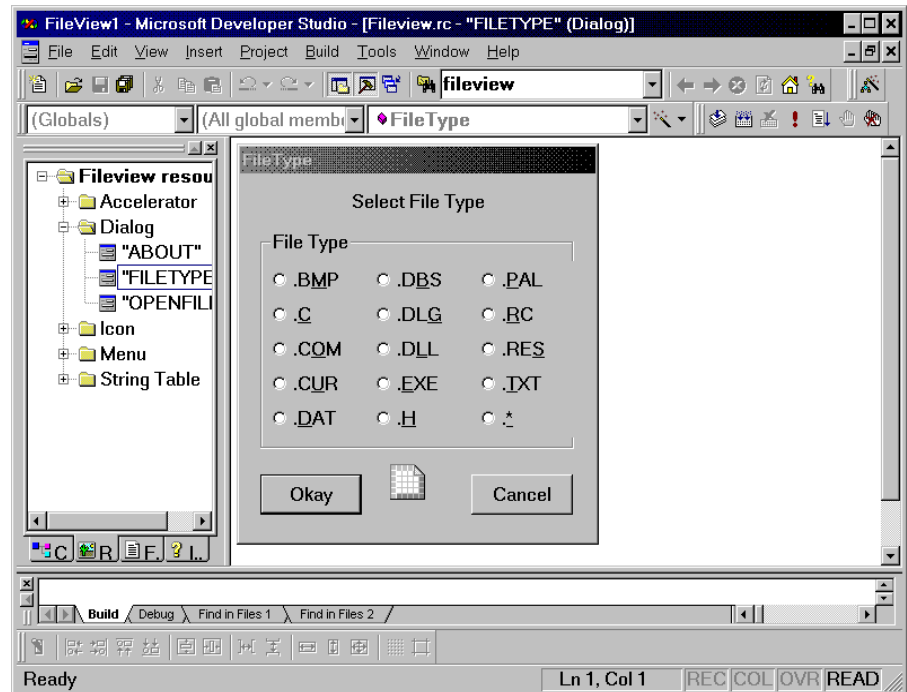 FileView1 - Microsoft Developer Studio - [Fileview.rc - "FILETYPE" (Dialog)]
File Edit View Insert Project Build Tools Window Help
fileview
(Globals) (All global membe FileType
Fileview resou
Accelerator
Dialog
"ABOUT"
"FILETYPE
"OPENFILI
Icon
Menu
String Table
C R F. I..
FileType
Select File Type
File Type
.BMP .DBS .PAL
.C .DLG .RC
.COM .DLL .RES
.CUR .EXE .TXT
.DAT .H .*
Okay Cancel
Build Debug Find in Files 1 Find in Files 2
Ready Ln 1, Col 1 REC COL OVR READ